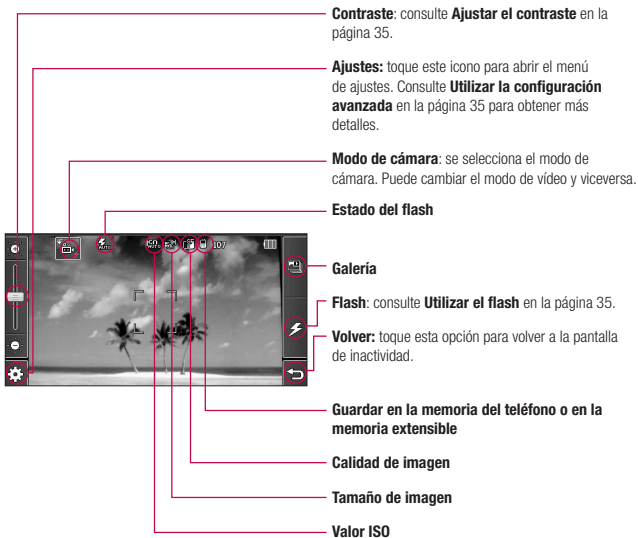 Contraste: consulte Ajustar el contraste en la
página 35.
Ajustes: toque este icono para abrir el menú
de ajustes. Consulte Utilizar la configuración
avanzada en la página 35 para obtener más
detalles.
Modo de cámara: se selecciona el modo de
cámara. Puede cambiar el modo de vídeo y viceversa.
Estado del flash
AUTO
ISO
AUTO
107
Galería
Flash: consulte Utilizar el flash en la página 35.
Volver: toque esta opción para volver a la pantalla
de inactividad.
Guardar en la memoria del teléfono o en la
memoria extensible
Calidad de imagen
Tamaño de imagen
Valor ISO